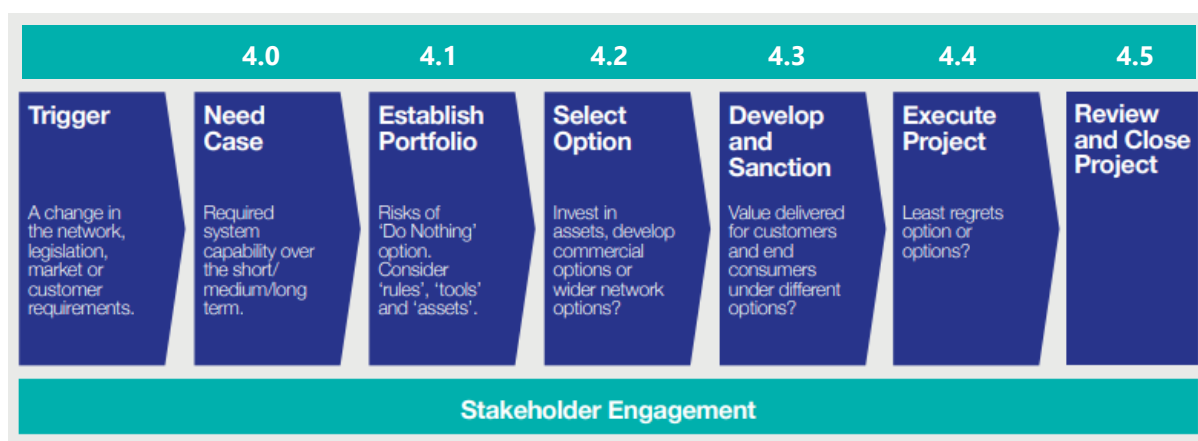 4.0 4.1 4.2 4.3 4.4 4.5
Trigger
A change in
the network,
legislation,
market or
customer
requirements.
Need
Case
Required
system
capability over
the short/
medium/long
term.
Establish
Portfolio
Risks of
‘Do Nothing’
option.
Consider
‘rules’, ‘tools’
and ‘assets’.
Select
Option
Invest in
assets, develop
commercial
options or
wider network
options?
Develop
and
Sanction
Value delivered
for customers
and end
consumers
under different
options?
Execute
Project
Least regrets
option or
options?
Review
and Close
Project
Stakeholder Engagement